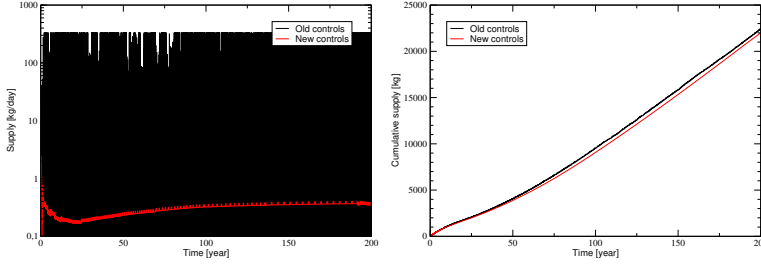 1000
100
10
1
0,1
Supply [kg/day]
0
50
100
150
200
Time [year]
Old controls
New controls
25000
20000
15000
10000
5000
0
Cumulative supply [kg]
0
50
100
150
200
Time [year]
Old controls
New controls